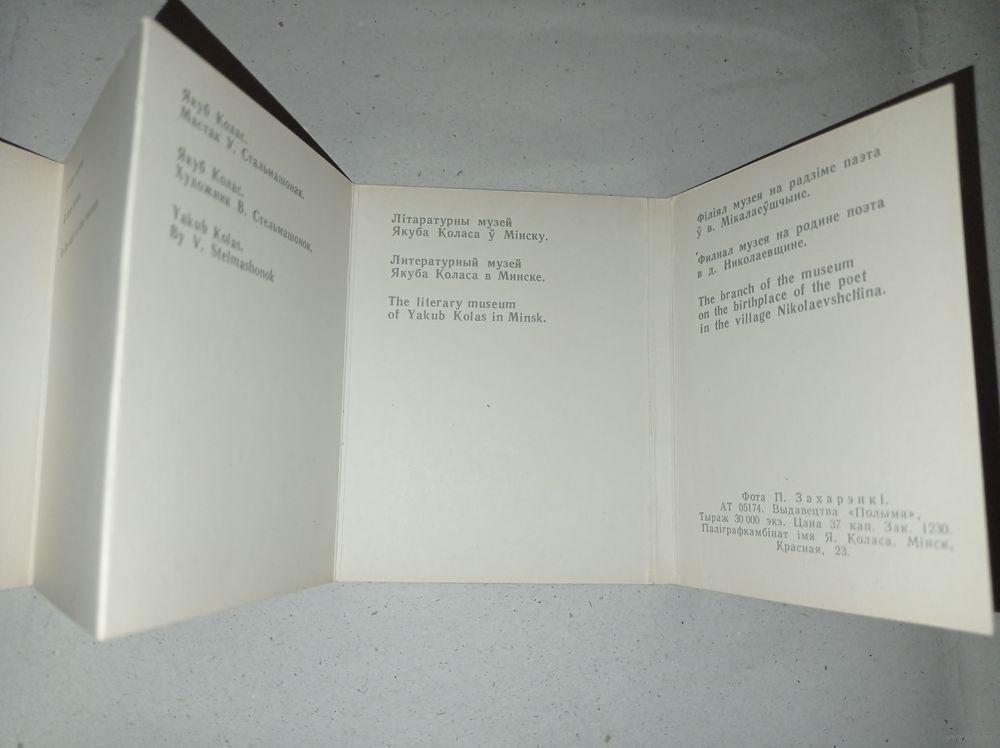 Якуб Колас.
Мастак У. Стальмашонак.
Якуб Колас.
Художник В. Стельмашонок.
Yakub Kolas.
By V. Stelmashonok
Літаратурны музей
Якуба Коласа ў Мінску.
Литературный музей
Якуба Коласа в Минске.
The literary museum
of Yakub Kolas in Minsk.
Філіял музея на радзіме паэта
ў в. Мікалаеўшчыне.
Филиал музея на родине поэта
в д. Николаевщине.
The branch of the museum
on the birthplace of the poet
in the village Nikolaevshchina.
Фота П. Захарэнкі.
АТ 05174. Выдавецтва «Полымя»,
Тыраж 30 000 экз. Цана 37 кап. Зак. 1230.
Паліграфкамбінат імя Я. Коласа. Мінск,
Красная, 23.